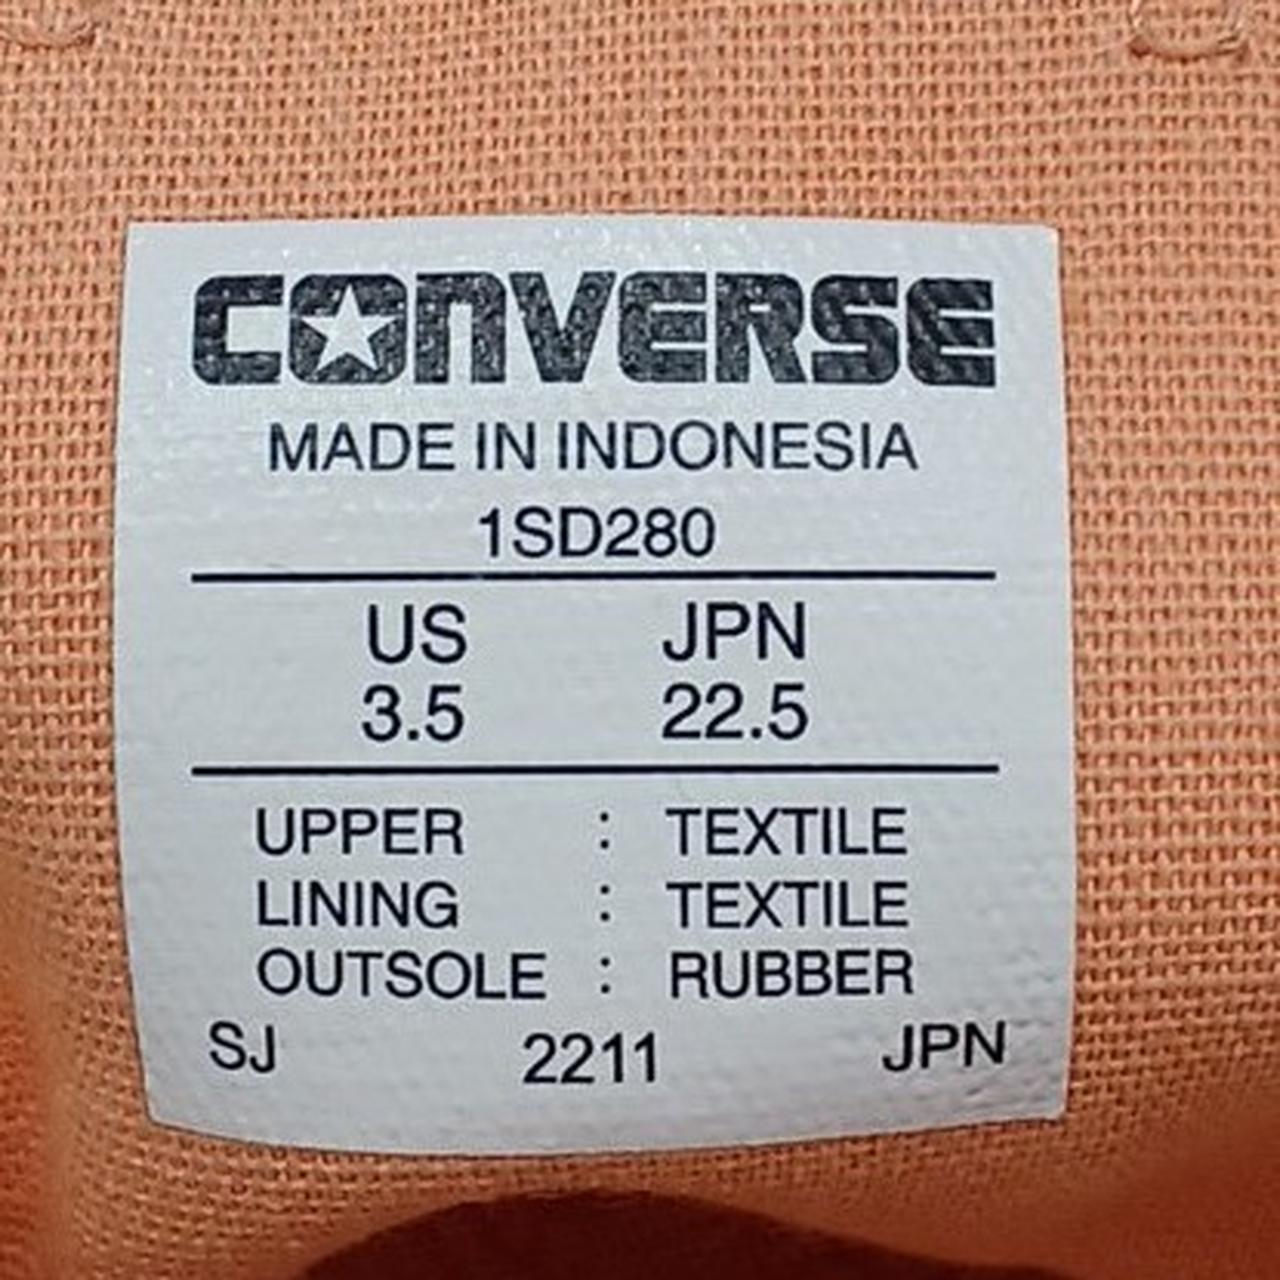 CONVERSE
MADE IN INDONESIA
1SD280
US JPN
3.5 22.5
UPPER : TEXTILE
LINING : TEXTILE
OUTSOLE : RUBBER
SJ 2211 JPN